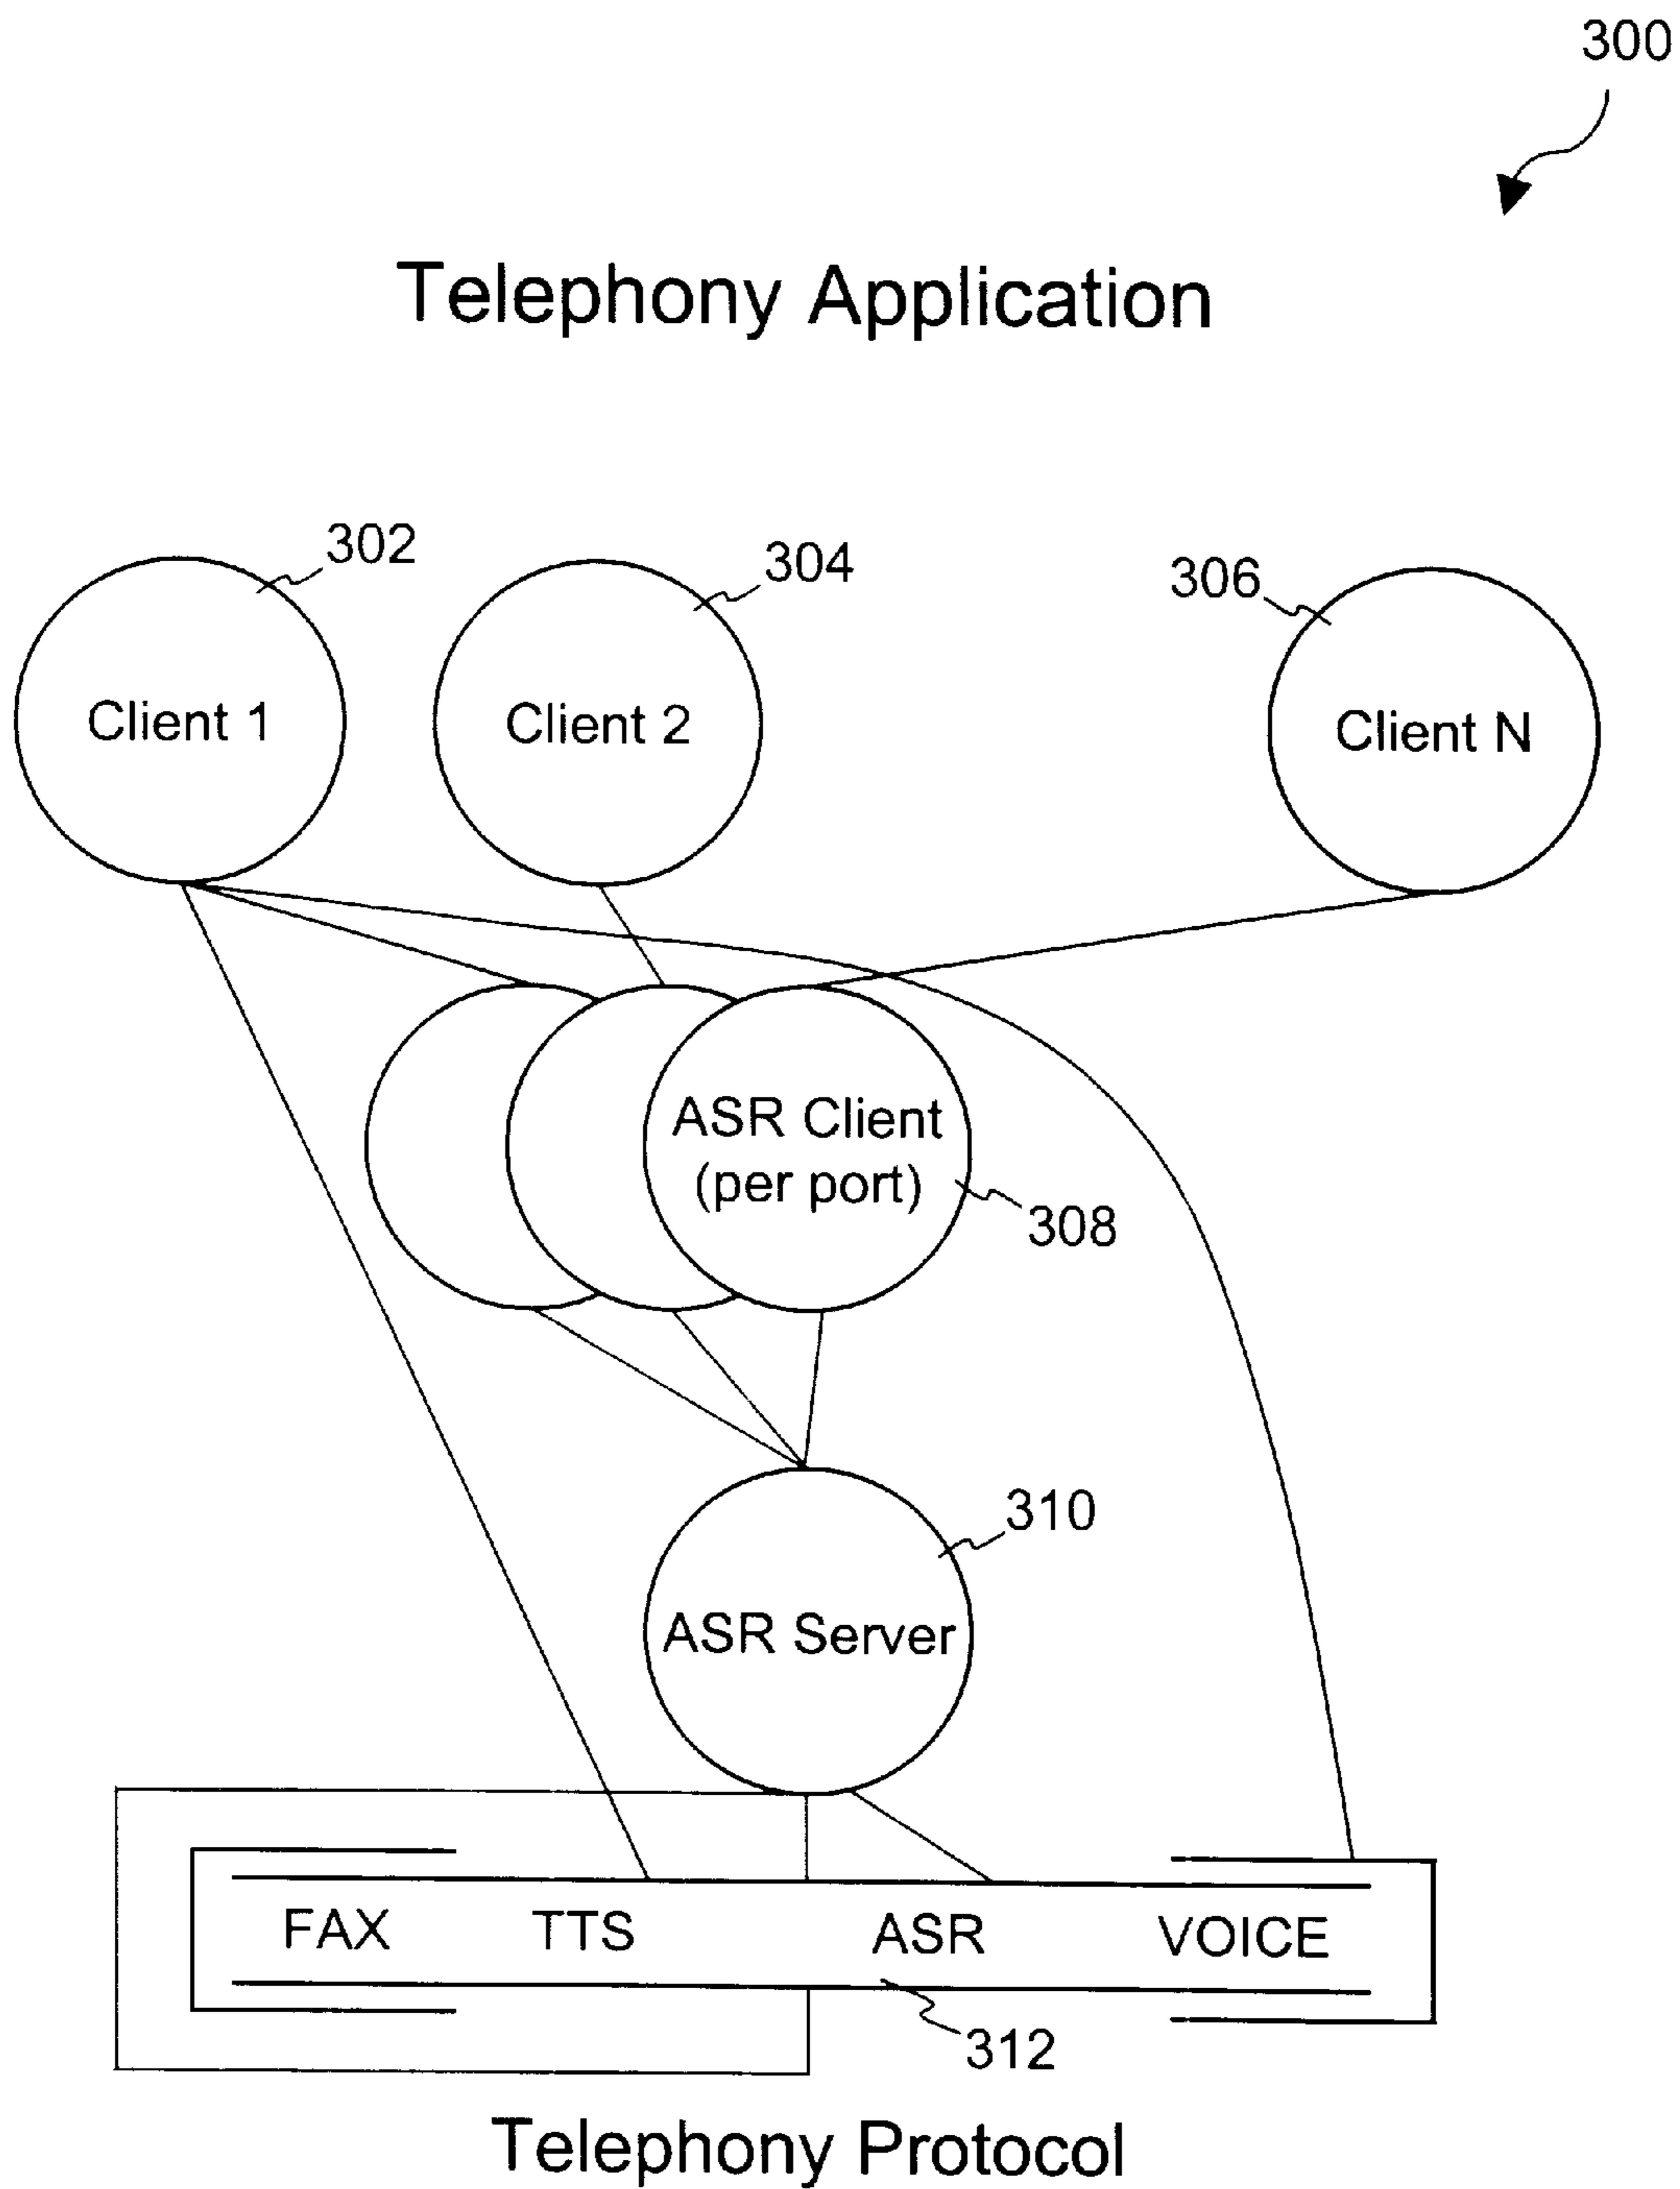 300
Telephony Application
302
304
306
Client 1
Client 2
Client N
ASR Client
(per port)
308
310
ASR Server
FAX TTS ASR VOICE
312
Telephony Protocol